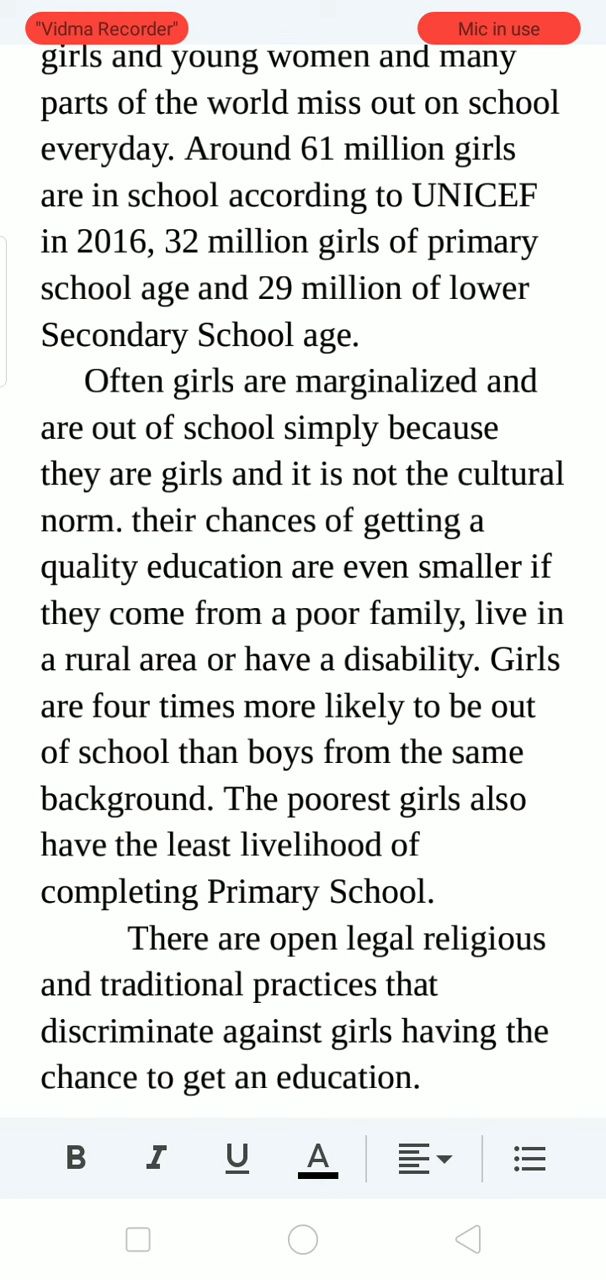 "Vidma Recorder"
Mic in use
girls and young women and many
parts of the world miss out on school
everyday. Around 61 million girls
are in school according to UNICEF
in 2016, 32 million girls of primary
school age and 29 million of lower
Secondary School age.
Often girls are marginalized and
are out of school simply because
they are girls and it is not the cultural
norm. their chances of getting a
quality education are even smaller if
they come from a poor family, live in
a rural area or have a disability. Girls
are four times more likely to be out
of school than boys from the same
background. The poorest girls also
have the least livelihood of
completing Primary School.
There are open legal religious
and traditional practices that
discriminate against girls having the
chance to get an education.
B I U A